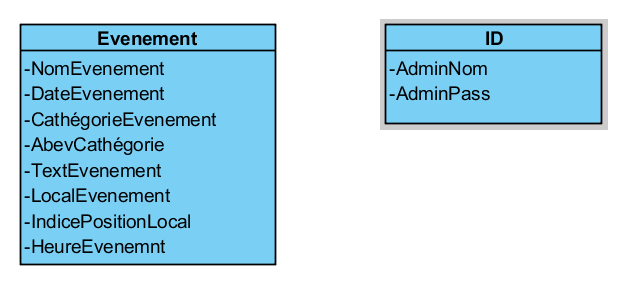 Evenement
-NomEvenement
-DateEvenement
-CathégorieEvenement
-AbevCathégorie
-TextEvenement
-LocalEvenement
-IndicePositionLocal
-HeureEvenemnt
ID
-AdminNom
-AdminPass